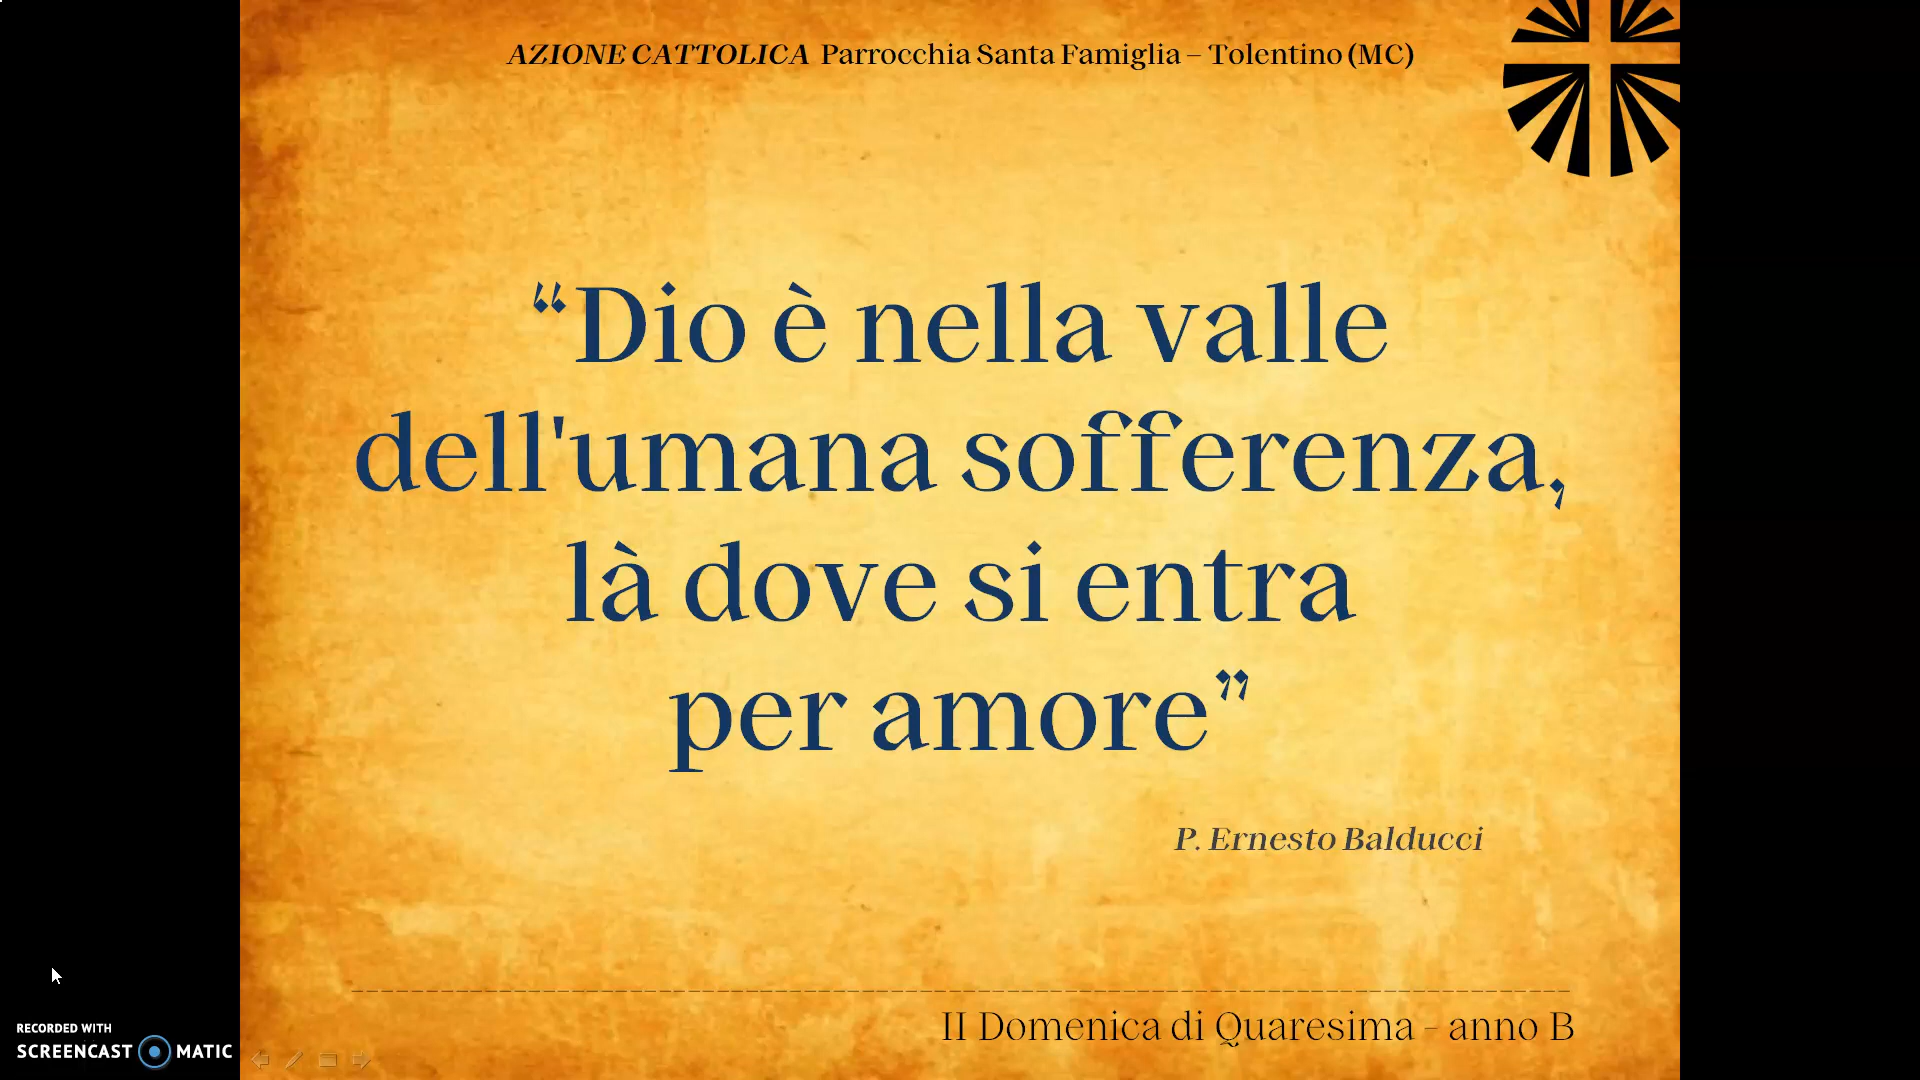 AZIONE CATTOLICA Parrocchia Santa Famiglia – Tolentino (MC)
“Dio è nella valle
dell'umana sofferenza,
là dove si entra
per amore”
P. Ernesto Balducci
II Domenica di Quaresima - anno B
RECORDED WITH
SCREENCAST MATIC